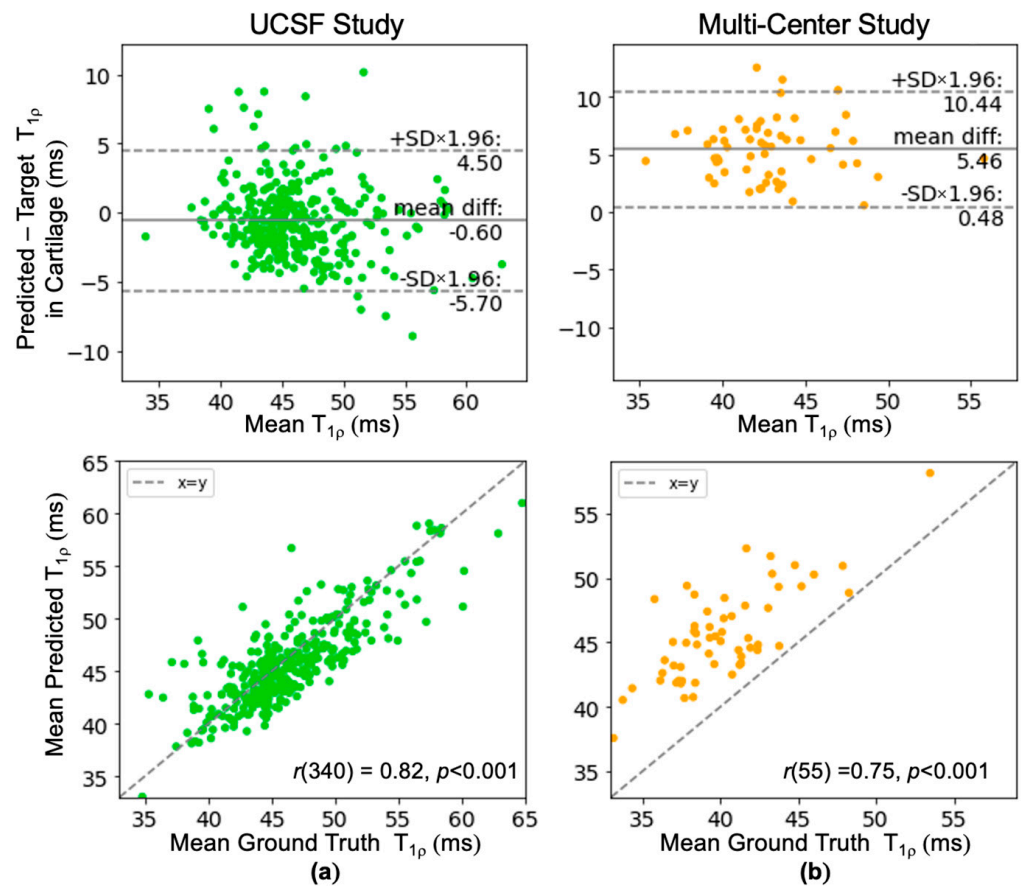 UCSF Study
Multi-Center Study
Predicted – Target T1ρ
in Cartilage (ms)
10
5
0
−5
−10
+SD×1.96:
4.50
mean diff:
-0.60
-SD×1.96:
-5.70
35 40 45 50 55 60
Mean T1ρ (ms)
10
5
0
−5
−10
+SD×1.96:
10.44
mean diff:
5.46
-SD×1.96:
0.48
40 45 50 55
Mean T1ρ (ms)
Mean Predicted T1ρ (ms)
65
60
55
50
45
40
35
x=y
r(340) = 0.82, p<0.001
35 40 45 50 55 60 65
Mean Ground Truth T1ρ (ms)
(a)
55
50
45
40
35
x=y
r(55) =0.75, p<0.001
35 40 45 50 55
Mean Ground Truth T1ρ (ms)
(b)